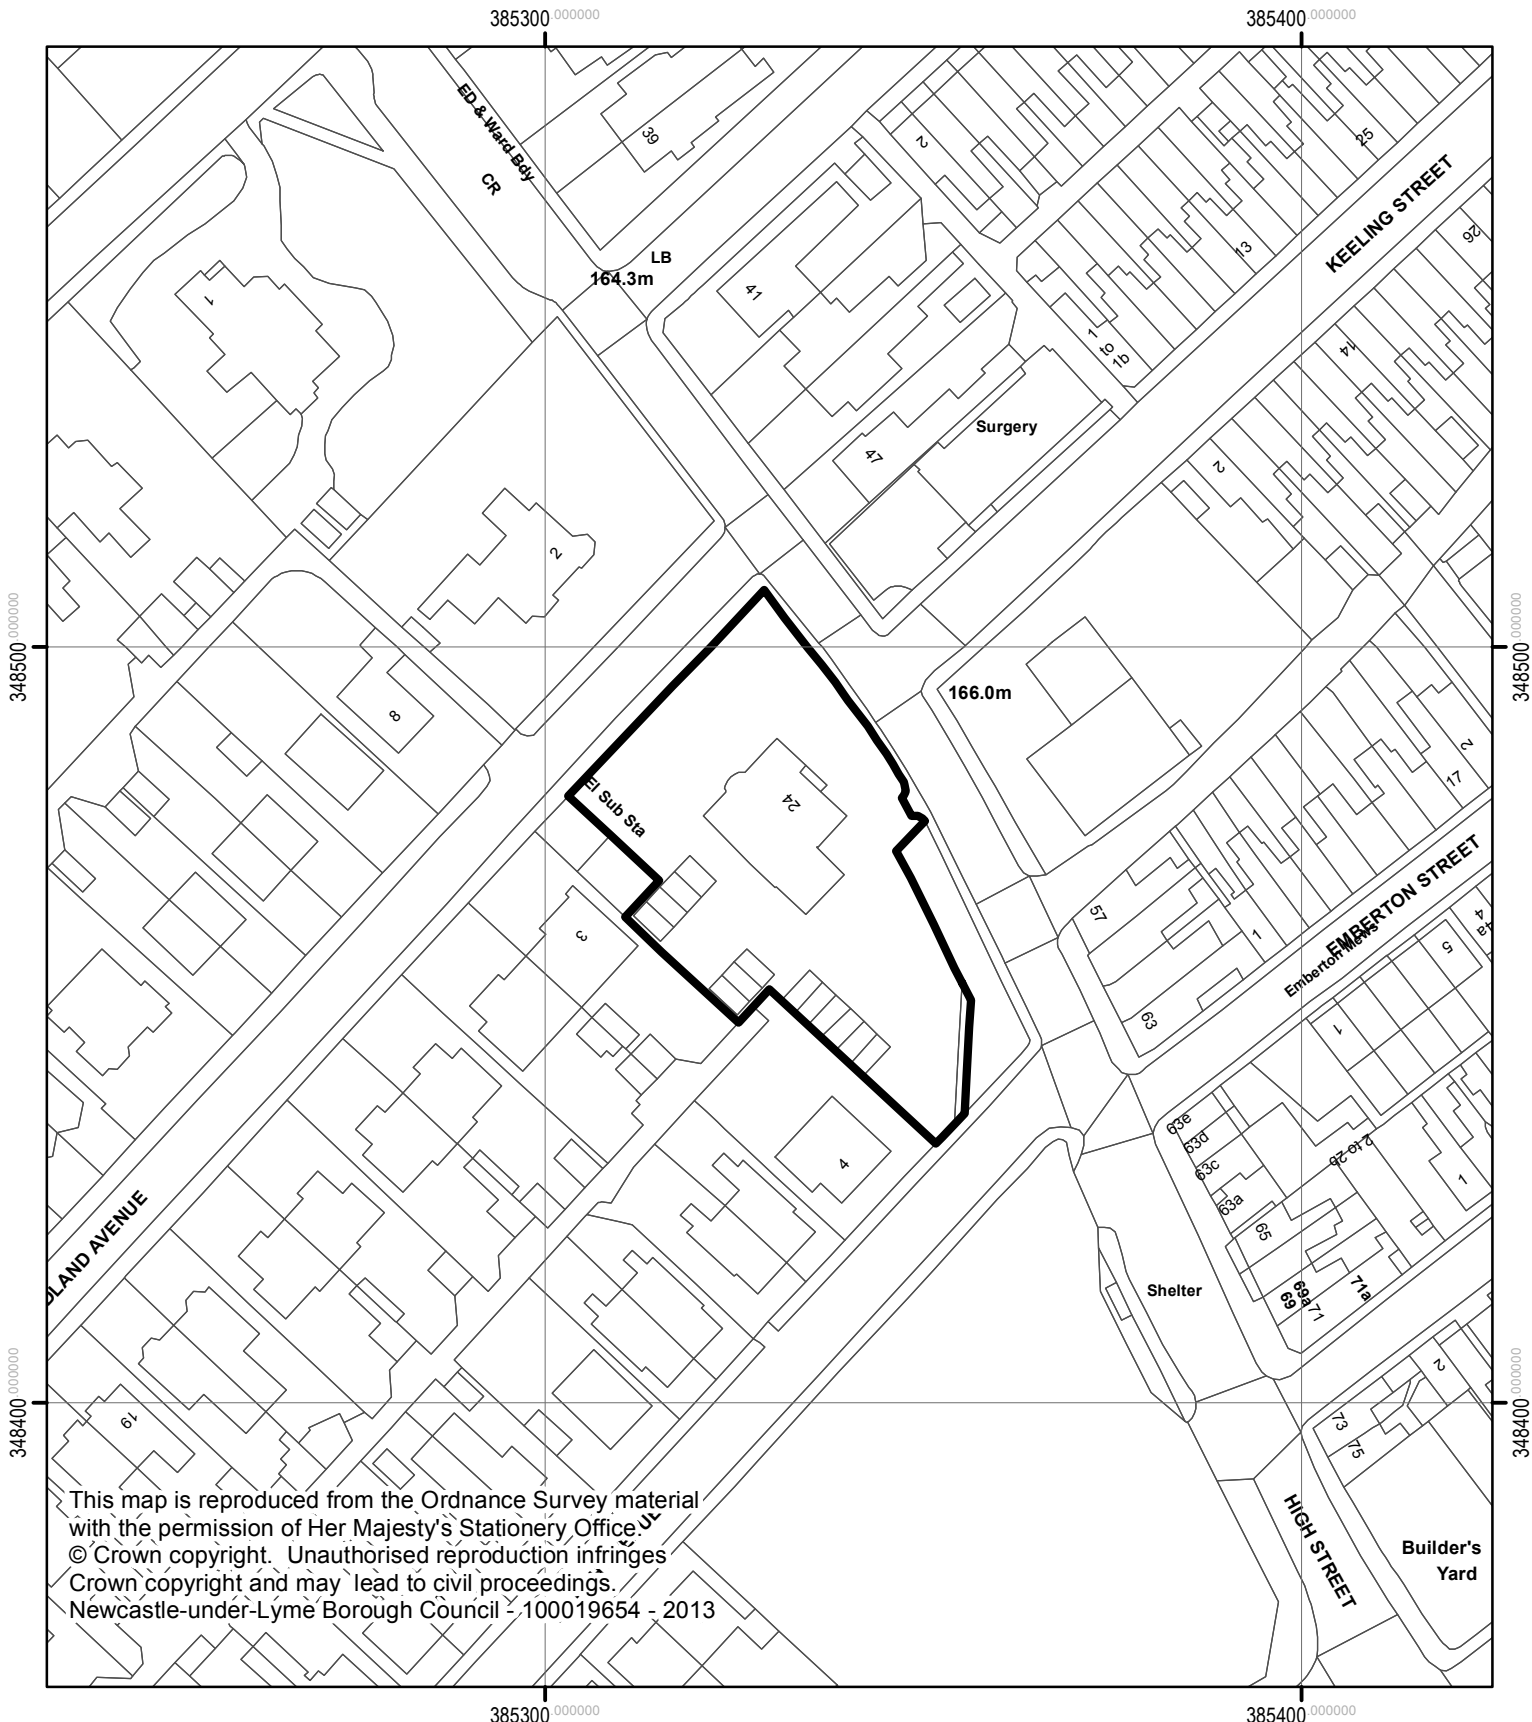 385300.000000
385400.000000
ED & Ward Bdy
CR
39
2
25
KEELING STREET
13
26
LB
164.3m
41
1
1 to 1b
14
Surgery
47
2
2
348500.000000
348500.000000
166.0m
8
El Sub Sta
24
2
17
EMBERTON STREET
Emberton Mews
57
1
3
4
4a
5
63
1
63e
63d
63c
63a
65
2 to 2b
1
4
DLAND AVENUE
Shelter
69
69a
71
71a
2
348400.000000
348400.000000
19
73
75
HIGH STREET
Builder's
Yard
UE
This map is reproduced from the Ordnance Survey material
with the permission of Her Majesty's Stationery Office.
© Crown copyright. Unauthorised reproduction infringes
Crown copyright and may lead to civil proceedings.
Newcastle-under-Lyme Borough Council - 100019654 - 2013
385300.000000
385400.000000